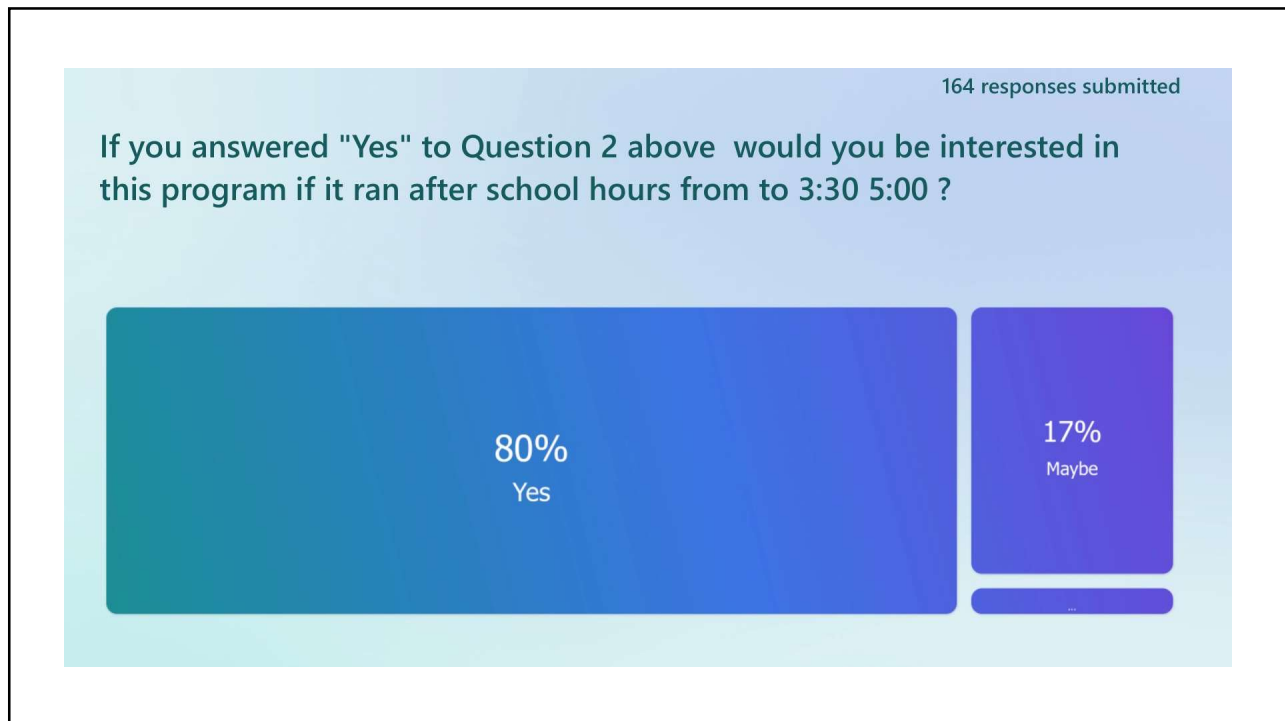 164 responses submitted
If you answered "Yes" to Question 2 above  would you be interested in
this program if it ran after school hours from to 3:30 5:00 ?
80%
Yes
17%
Maybe
...